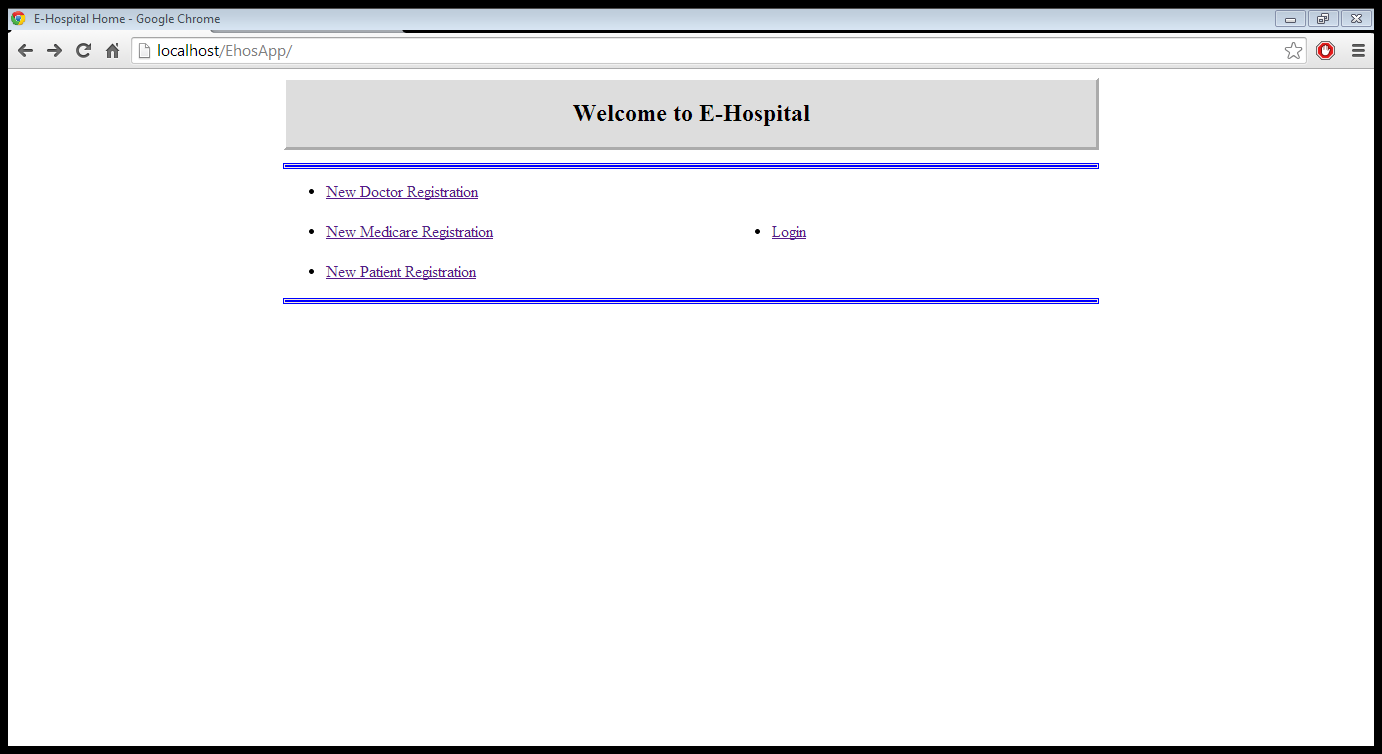 E-Hospital Home - Google Chrome
localhost/EhosApp/
Welcome to E-Hospital
New Doctor Registration
New Medicare Registration
Login
New Patient Registration